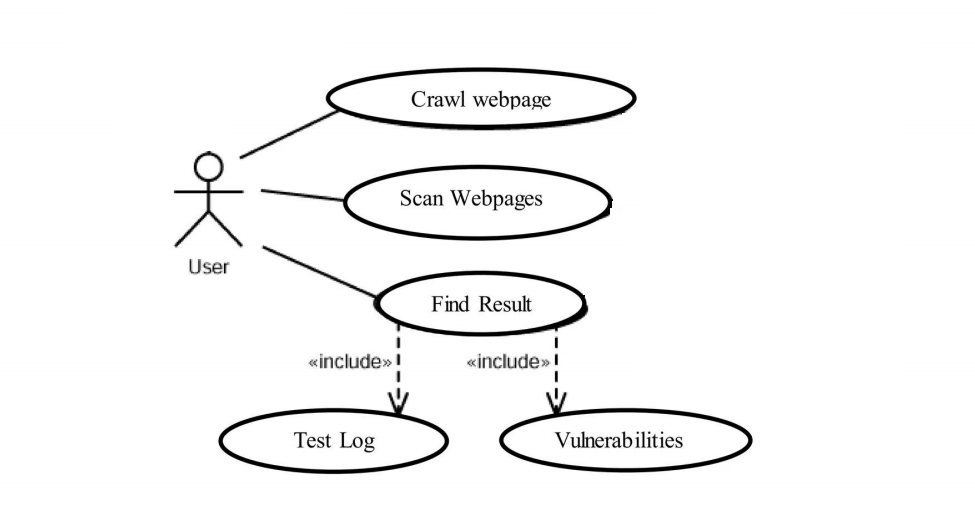 Crawl webpage
Scan Webpages
User
Find Result
«include»
«include»
Test Log
Vulnerabilities